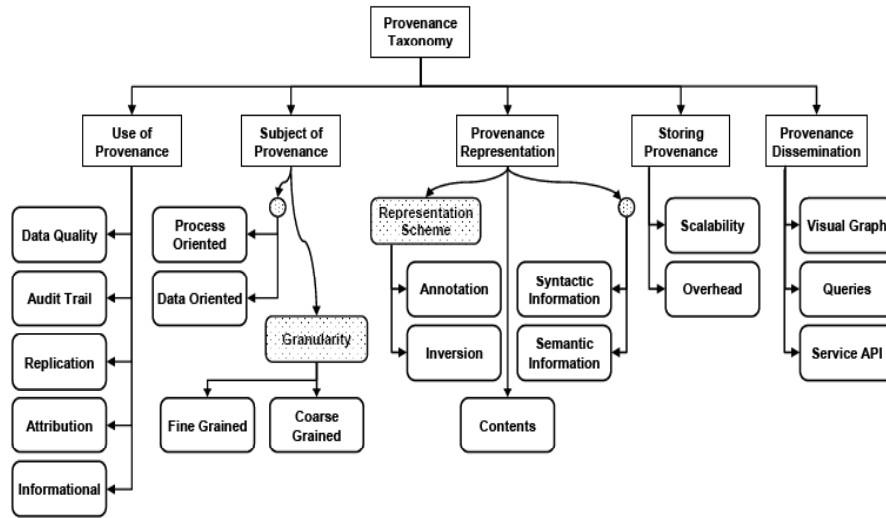 Provenance
Taxonomy
Use of
Provenance
Subject of
Provenance
Provenance
Representation
Storing
Provenance
Provenance
Dissemination
Data Quality
Audit Trail
Replication
Attribution
Informational
Process
Oriented
Data Oriented
Granularity
Fine Grained
Coarse
Grained
Representation
Scheme
Annotation
Inversion
Syntactic
Information
Semantic
Information
Contents
Scalability
Overhead
Visual Graph
Queries
Service API